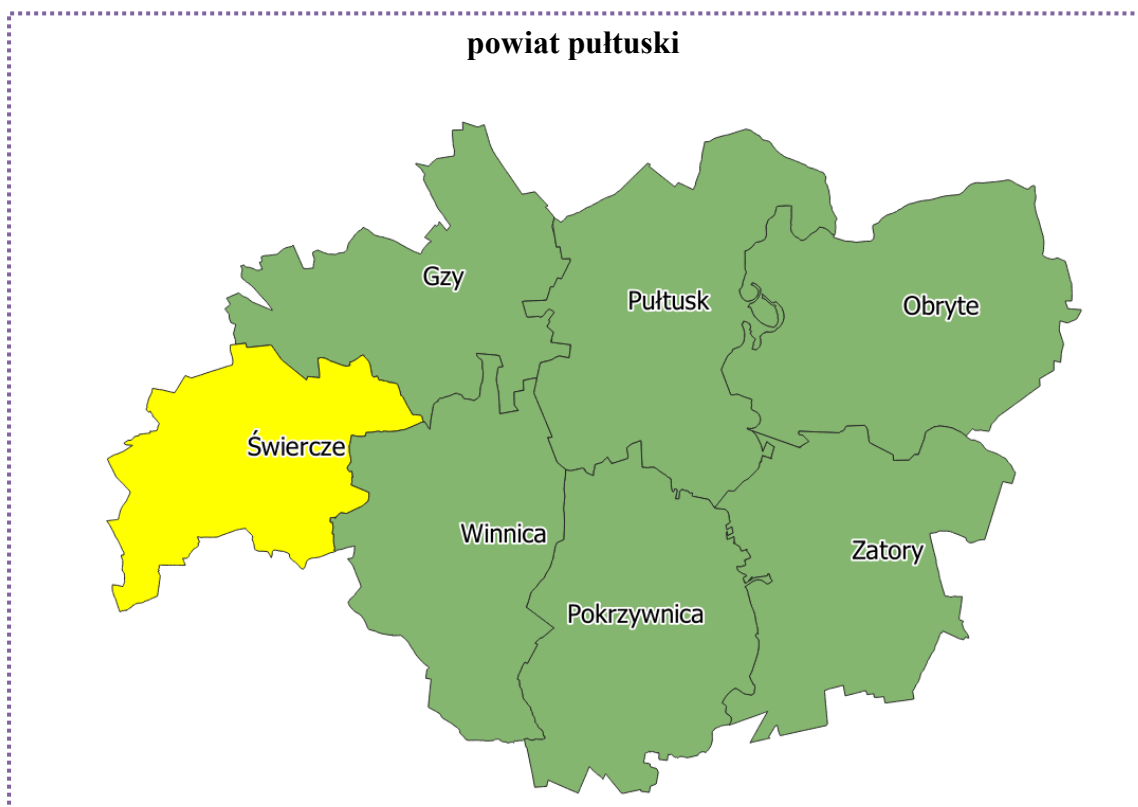 powiat pułtuski
Gzy
Pułtusk
Obryte
Świercze
Winnica
Zatory
Pokrzywnica